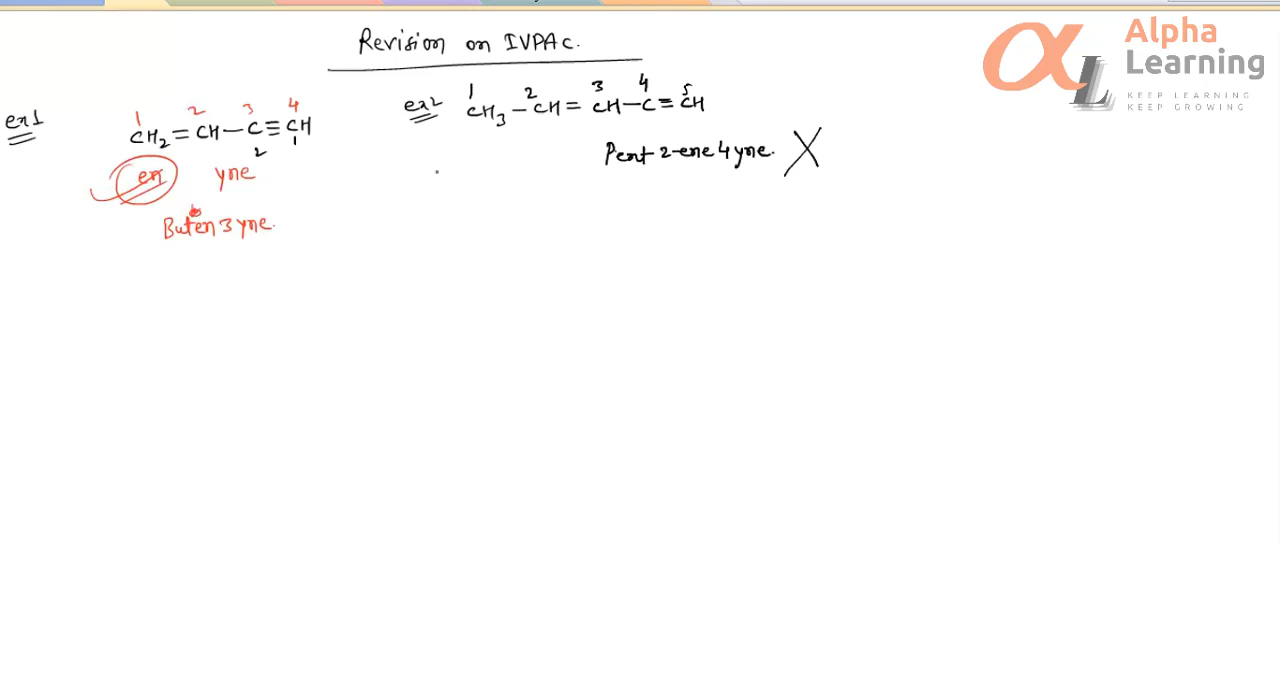 Revision on IUPAC.
Alpha
Learning
KEEP LEARNING
KEEP GROWING
ex1
1 2 3 4
CH2 = CH - C ≡ CH
2 1
en yne
Buten 3 yne.
ex2
1 2 3 4 5
CH3 - CH = CH - C ≡ CH
Pent 2-ene 4 yne. X